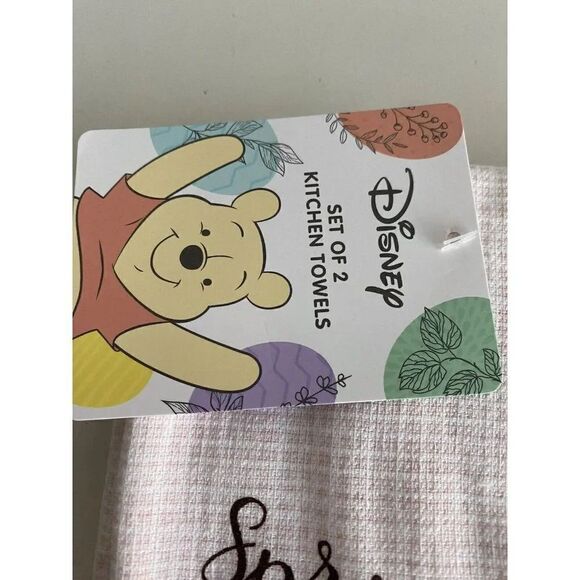 Disney
SET OF 2
KITCHEN TOWELS